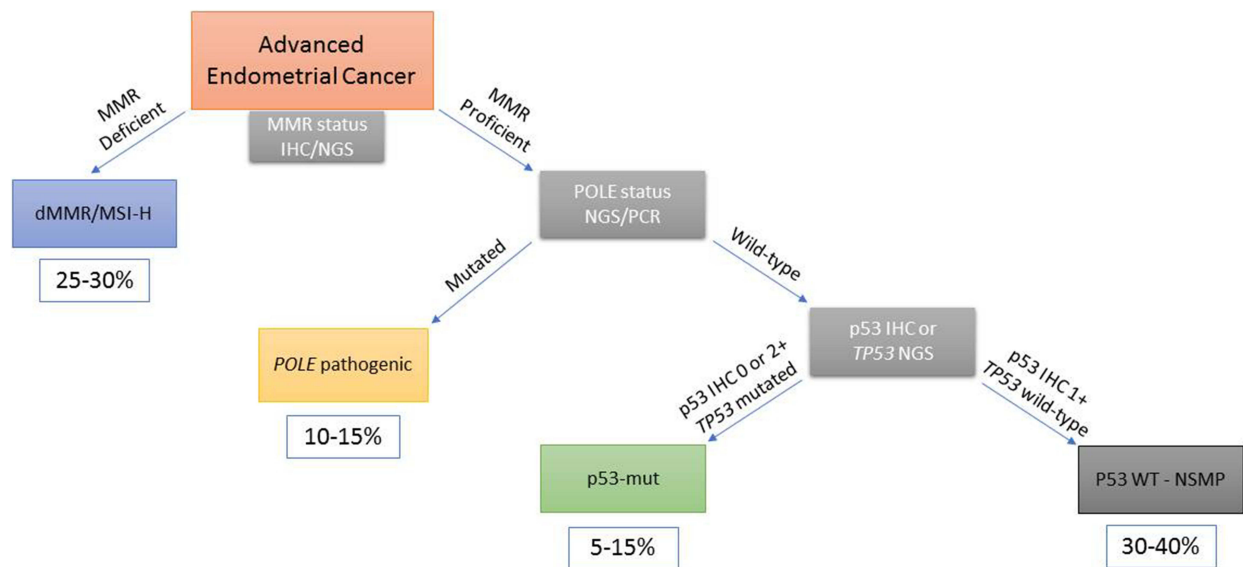 Advanced
Endometrial Cancer
MMR
Deficient
MMR status
IHC/NGS
MMR
Proficient
dMMR/MSI-H
25-30%
POLE status
NGS/PCR
Mutated
Wild-type
POLE pathogenic
10-15%
p53 IHC or
TP53 NGS
p53 IHC 0 or 2+
TP53 mutated
p53 IHC 1+
TP53 wild-type
p53-mut
5-15%
P53 WT - NSMP
30-40%